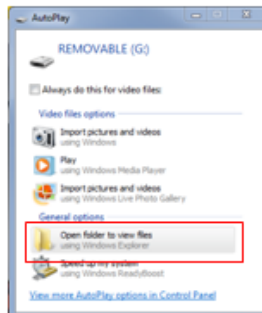 AutoPlay
REMOVABLE (G:)
Always do this for video files:
Video files options
Import pictures and videos
using Windows
Play
using Windows Media Player
Import pictures and videos
using Windows Live Photo Gallery
General options
Open folder to view files
using Windows Explorer
Speed up my system
using Windows ReadyBoost
View more AutoPlay options in Control Panel